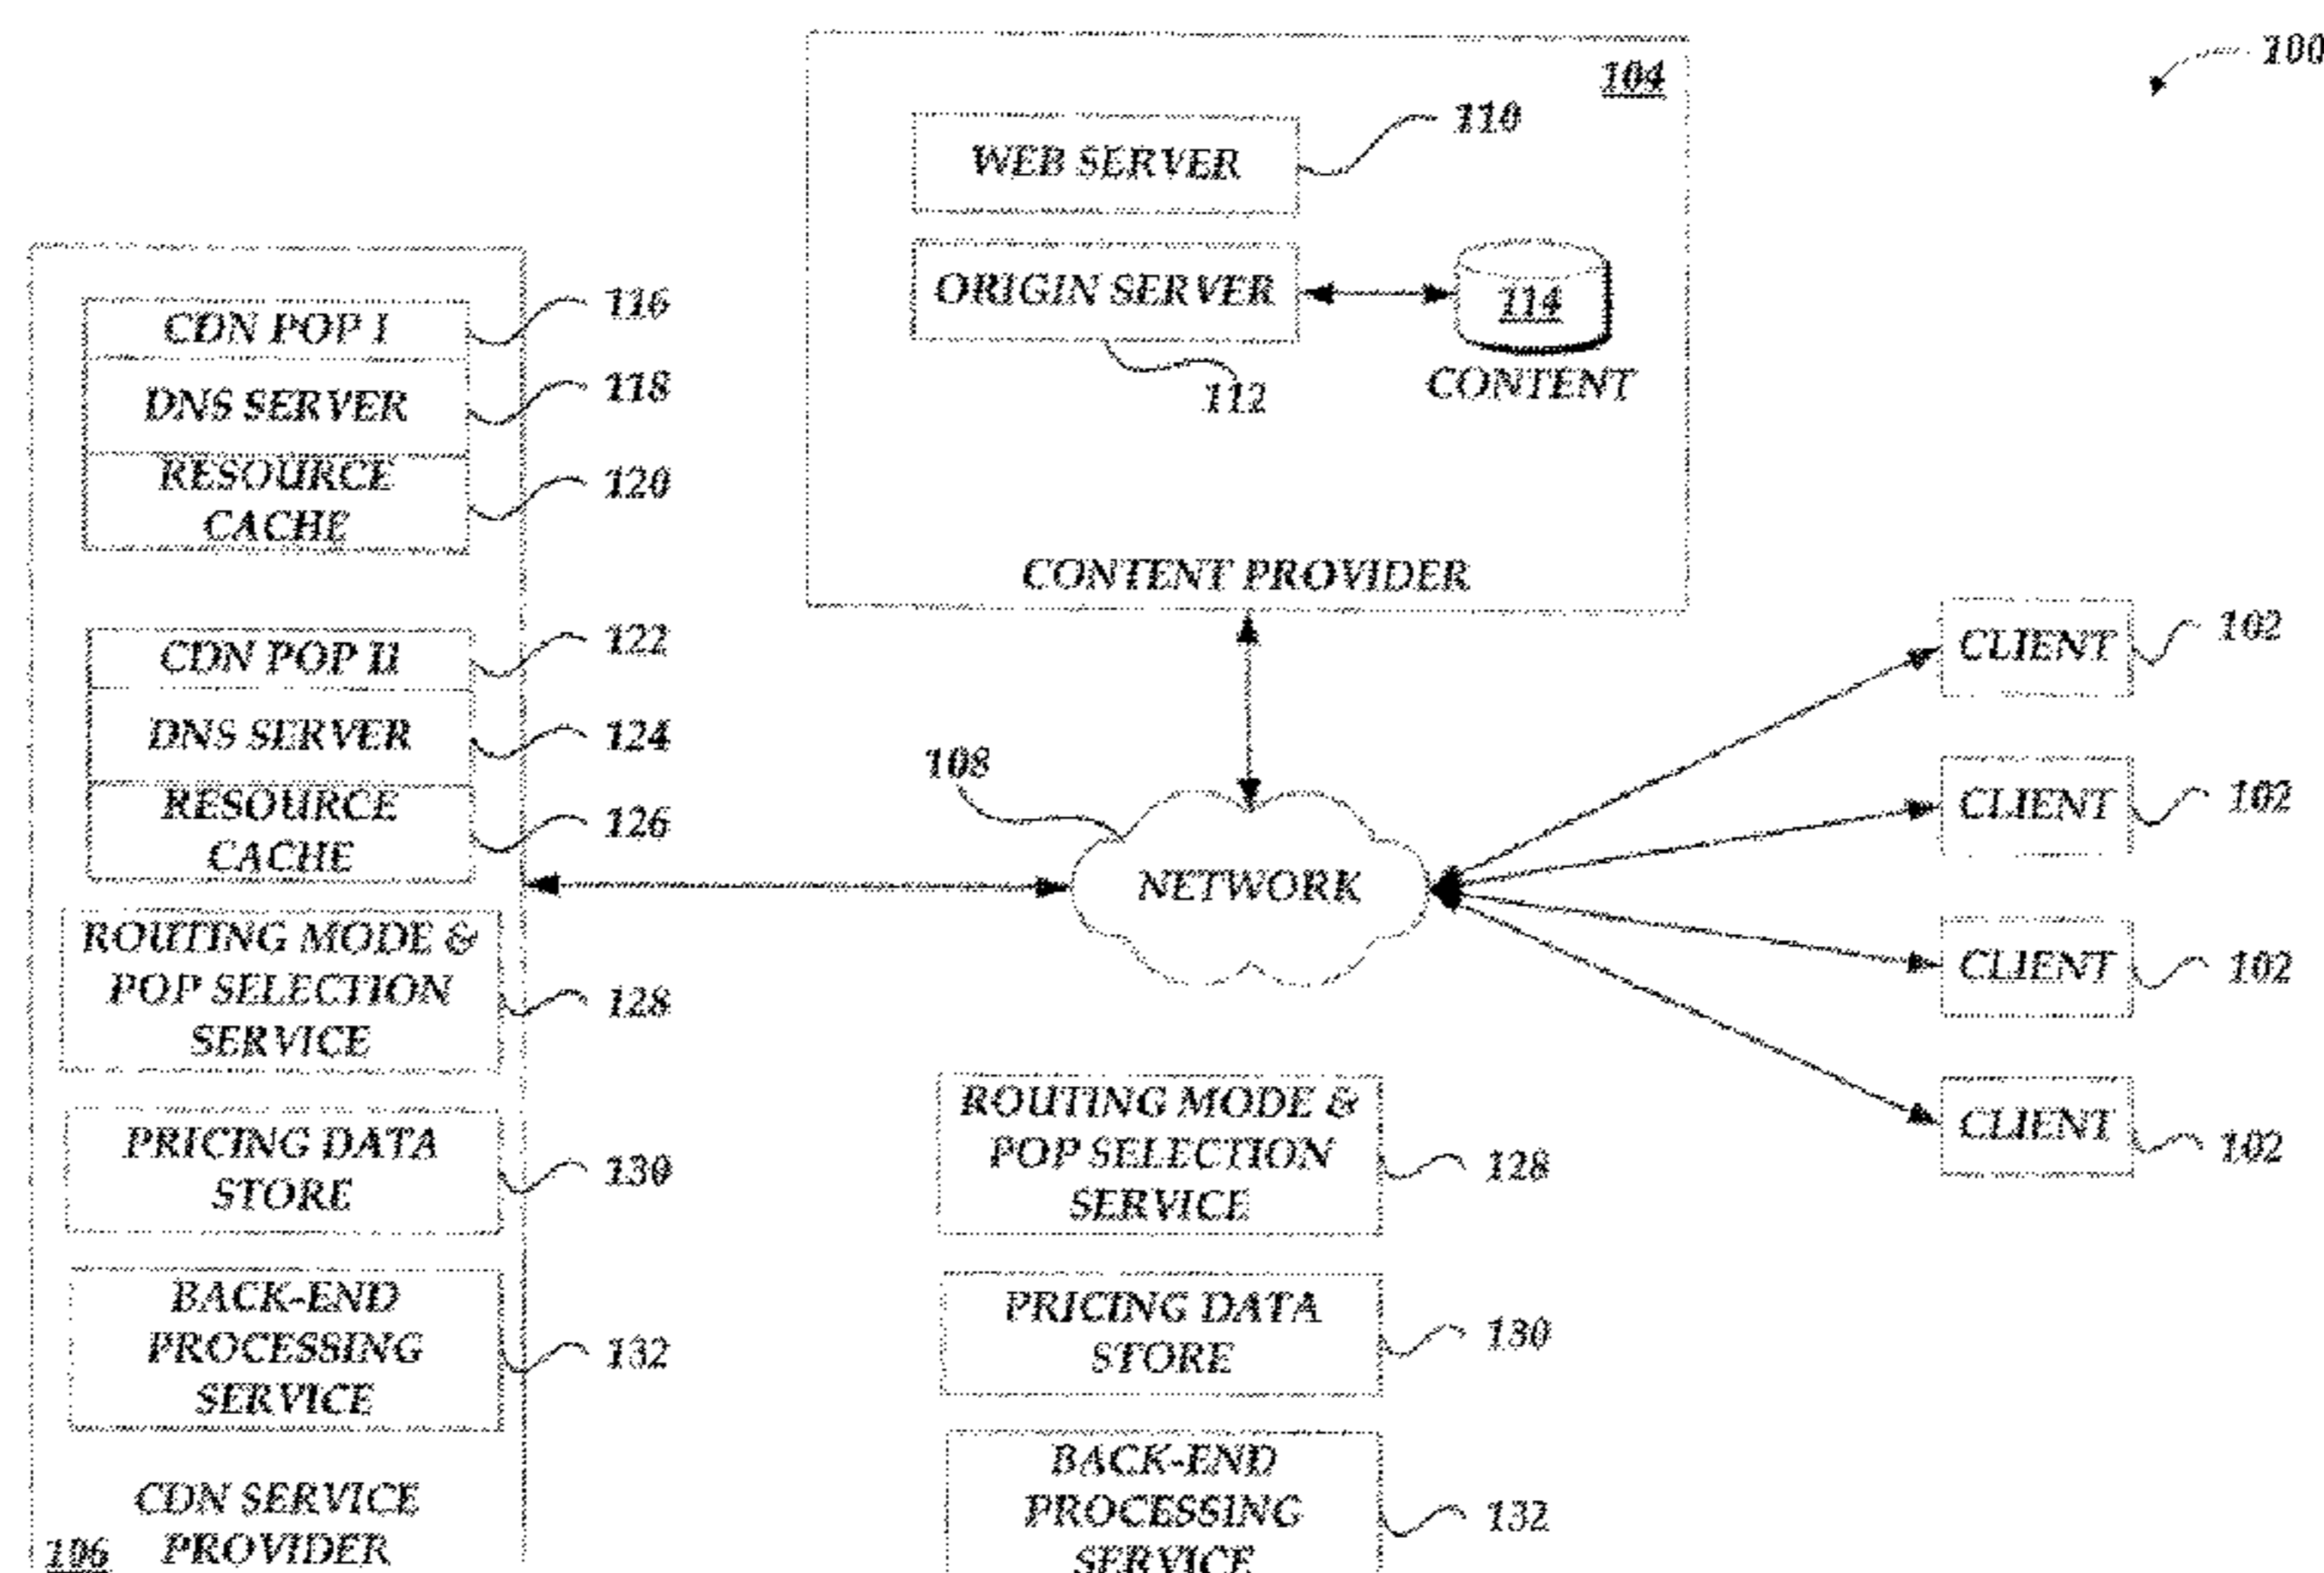 100
104
110
WEB SERVER
ORIGIN SERVER
114
112
CONTENT
CONTENT PROVIDER
116
CDN POP I
118
DNS SERVER
120
RESOURCE
CACHE
122
CDN POP II
124
DNS SERVER
126
RESOURCE
CACHE
ROUTING MODE &
POP SELECTION
SERVICE
128
PRICING DATA
STORE
130
BACK-END
PROCESSING
SERVICE
132
CDN SERVICE
PROVIDER
106
108
NETWORK
CLIENT
102
CLIENT
102
CLIENT
102
CLIENT
102
ROUTING MODE &
POP SELECTION
SERVICE
128
PRICING DATA
STORE
130
BACK-END
PROCESSING
SERVICE
132